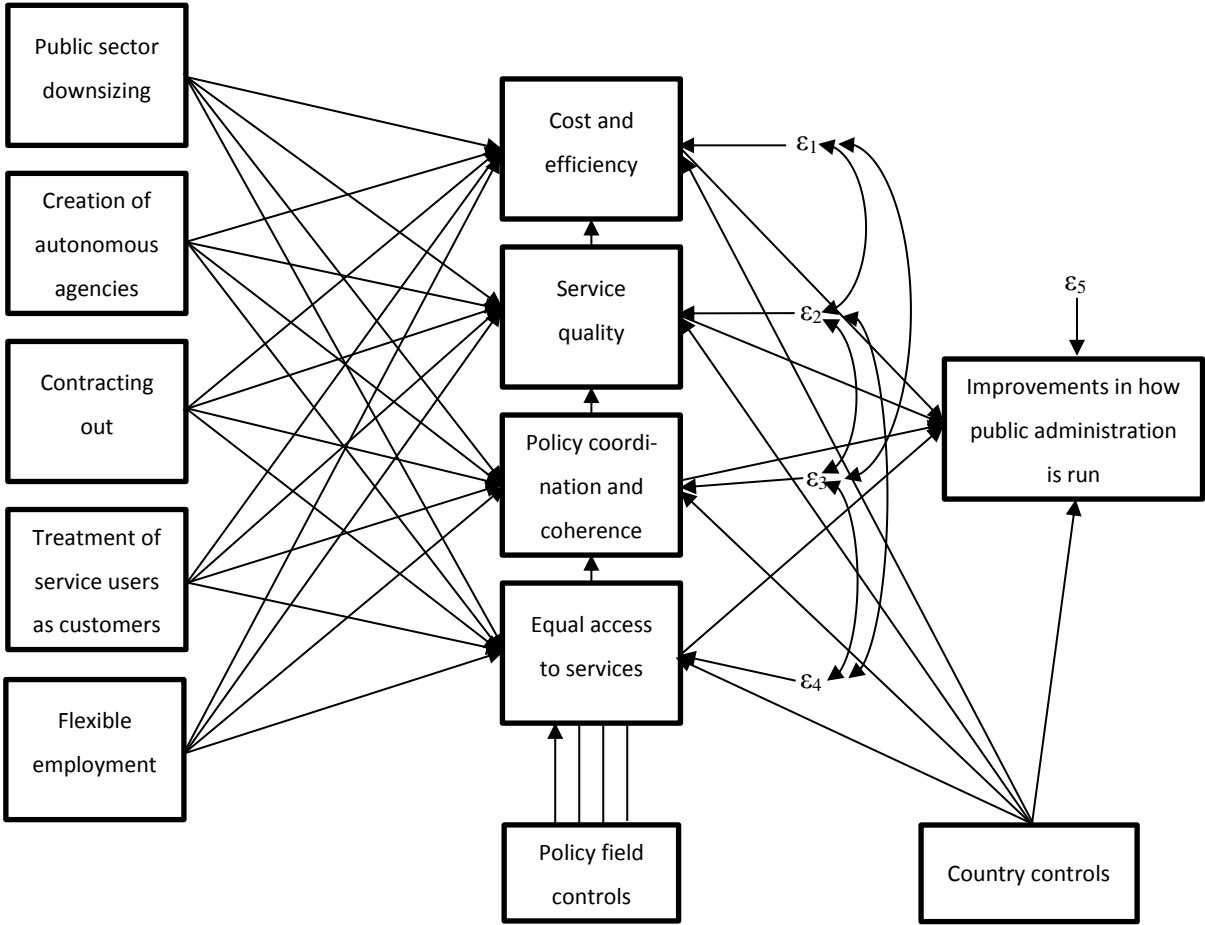 Public sector
downsizing
Creation of
autonomous
agencies
Contracting
out
Treatment of
service users
as customers
Flexible
employment
Cost and
efficiency
Service
quality
Policy coordi-
nation and
coherence
Equal access
to services
Policy field
controls
ε1
ε2
ε3
ε4
ε5
Improvements in how
public administration
is run
Country controls